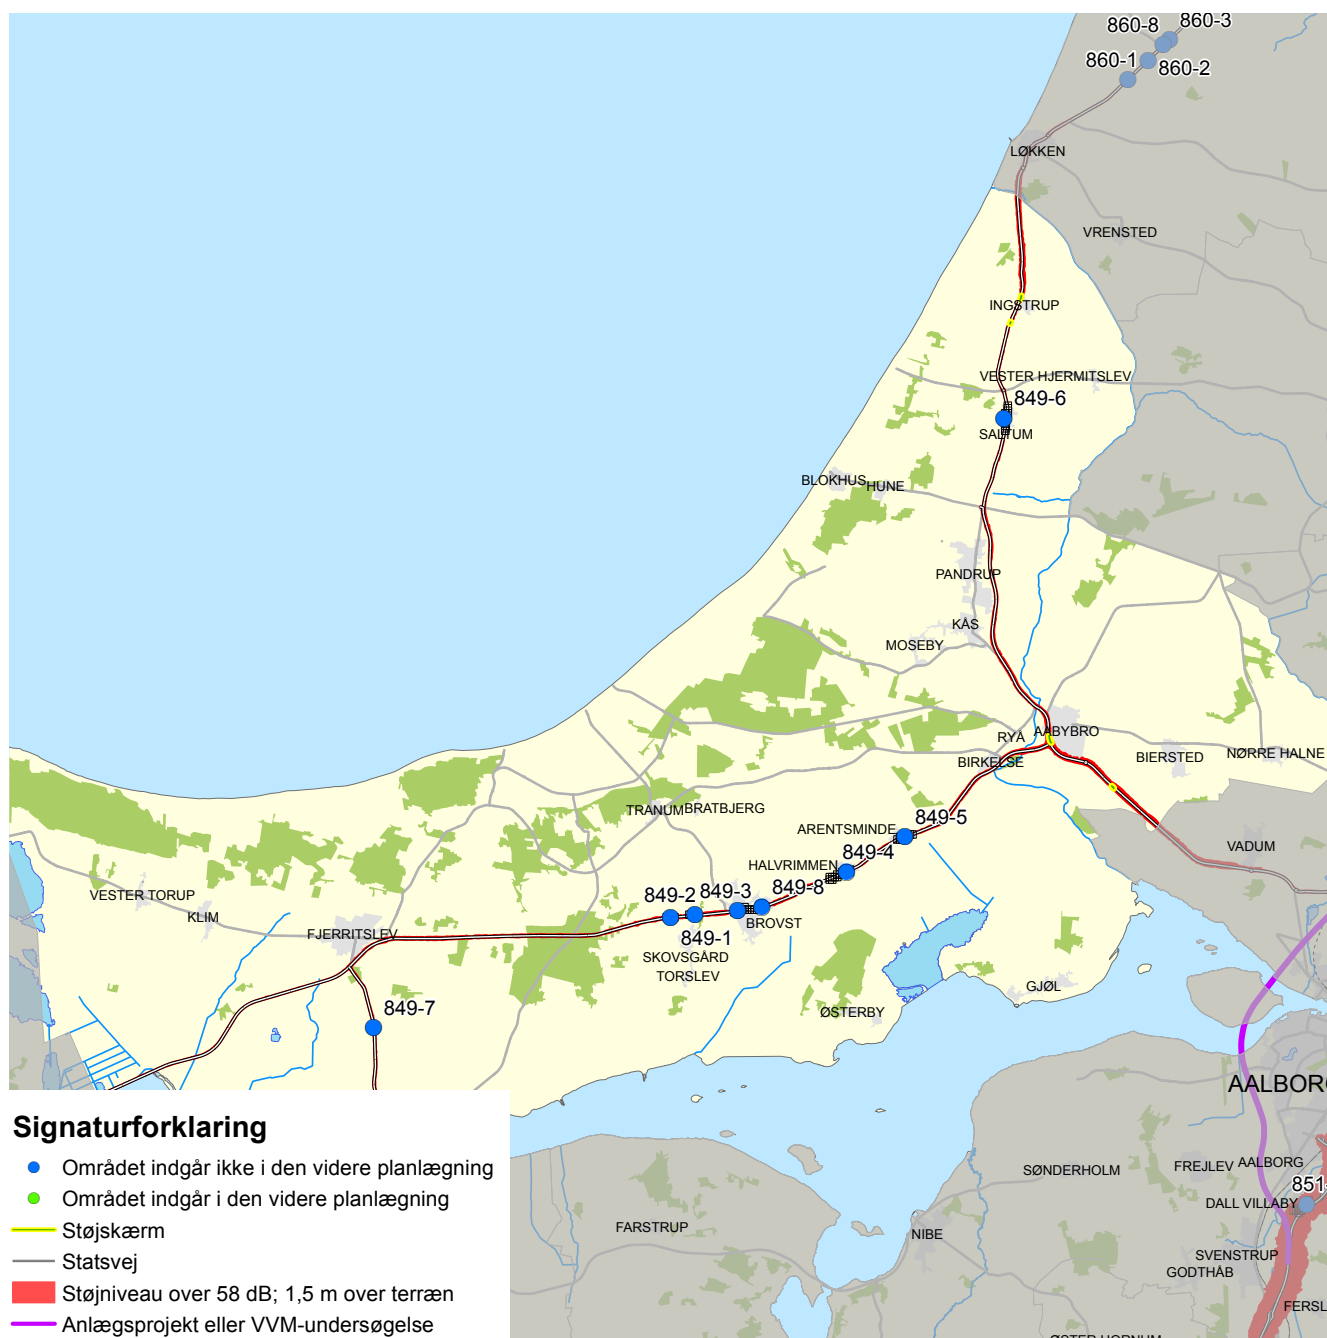 860-3
860-8
860-1
860-2
LØKKEN
VRENSTED
INGSTRUP
VESTER HJERMITSLEV
849-6
SALTUM
BLOKHUS
HUNE
PANDRUP
KÅS
MOSEBY
RYÅ
AABYBRO
BIRKELSE
BIERSTED
NØRRE HALNE
TRANUM
BRATBJERG
ARENTSMINDE
849-5
VADUM
HALVRIMMEN
849-4
VESTER TORUP
KLIM
849-2
849-3
849-8
BROVST
FJERRITSLEV
849-1
SKOVSGÅRD
TORSLEV
GJØL
ØSTERBY
849-7
AALBORG
Signaturforklaring
Området indgår ikke i den videre planlægning
Området indgår i den videre planlægning
Støjskærm
Statsvej
Støjniveau over 58 dB; 1,5 m over terræn
Anlægsprojekt eller VVM-undersøgelse
SØNDERHOLM
FREJLEV
AALBORG
851-
DALL VILLABY
FARSTRUP
NIBE
SVENSTRUP
GODTHÅB
FERSL
ØSTER HORNUM